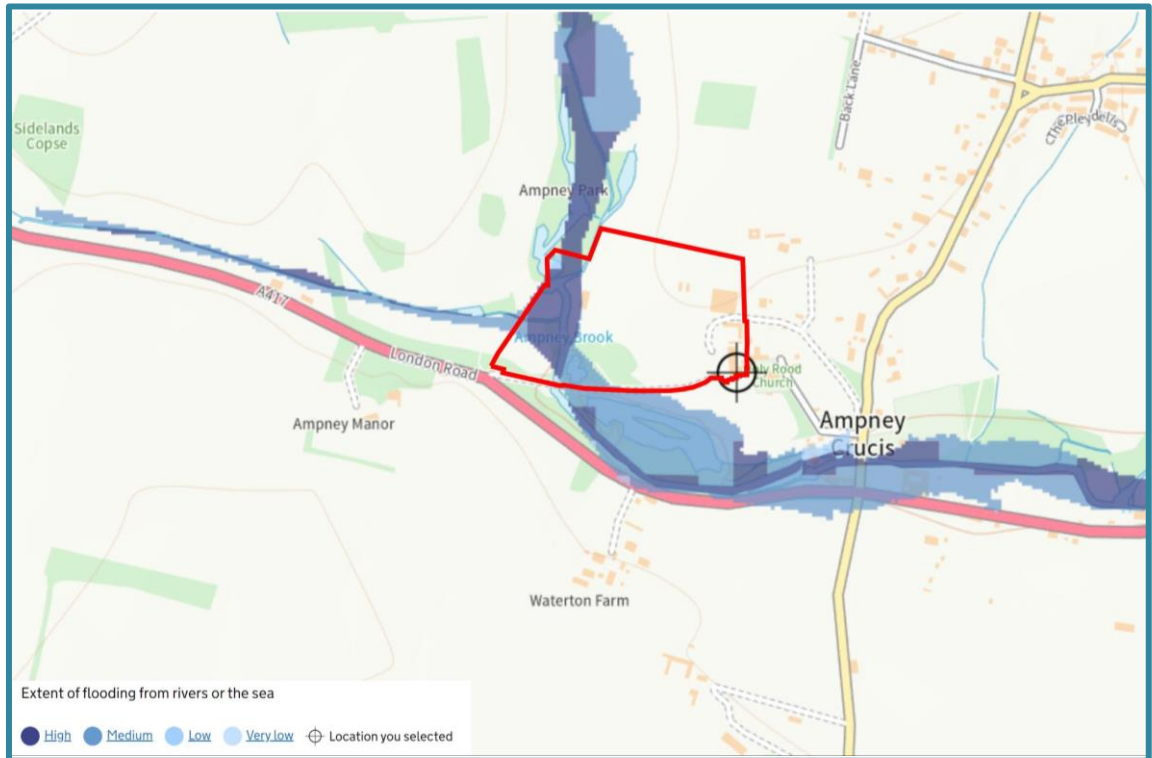 Sidelands
Copse
Back Lane
The Pleydells
Ampney Park
A417
Ampney Brook
London Road
Holy Rood
Church
Ampney Manor
Ampney
Crucis
Waterton Farm
Extent of flooding from rivers or the sea
High Medium Low Very low Location you selected